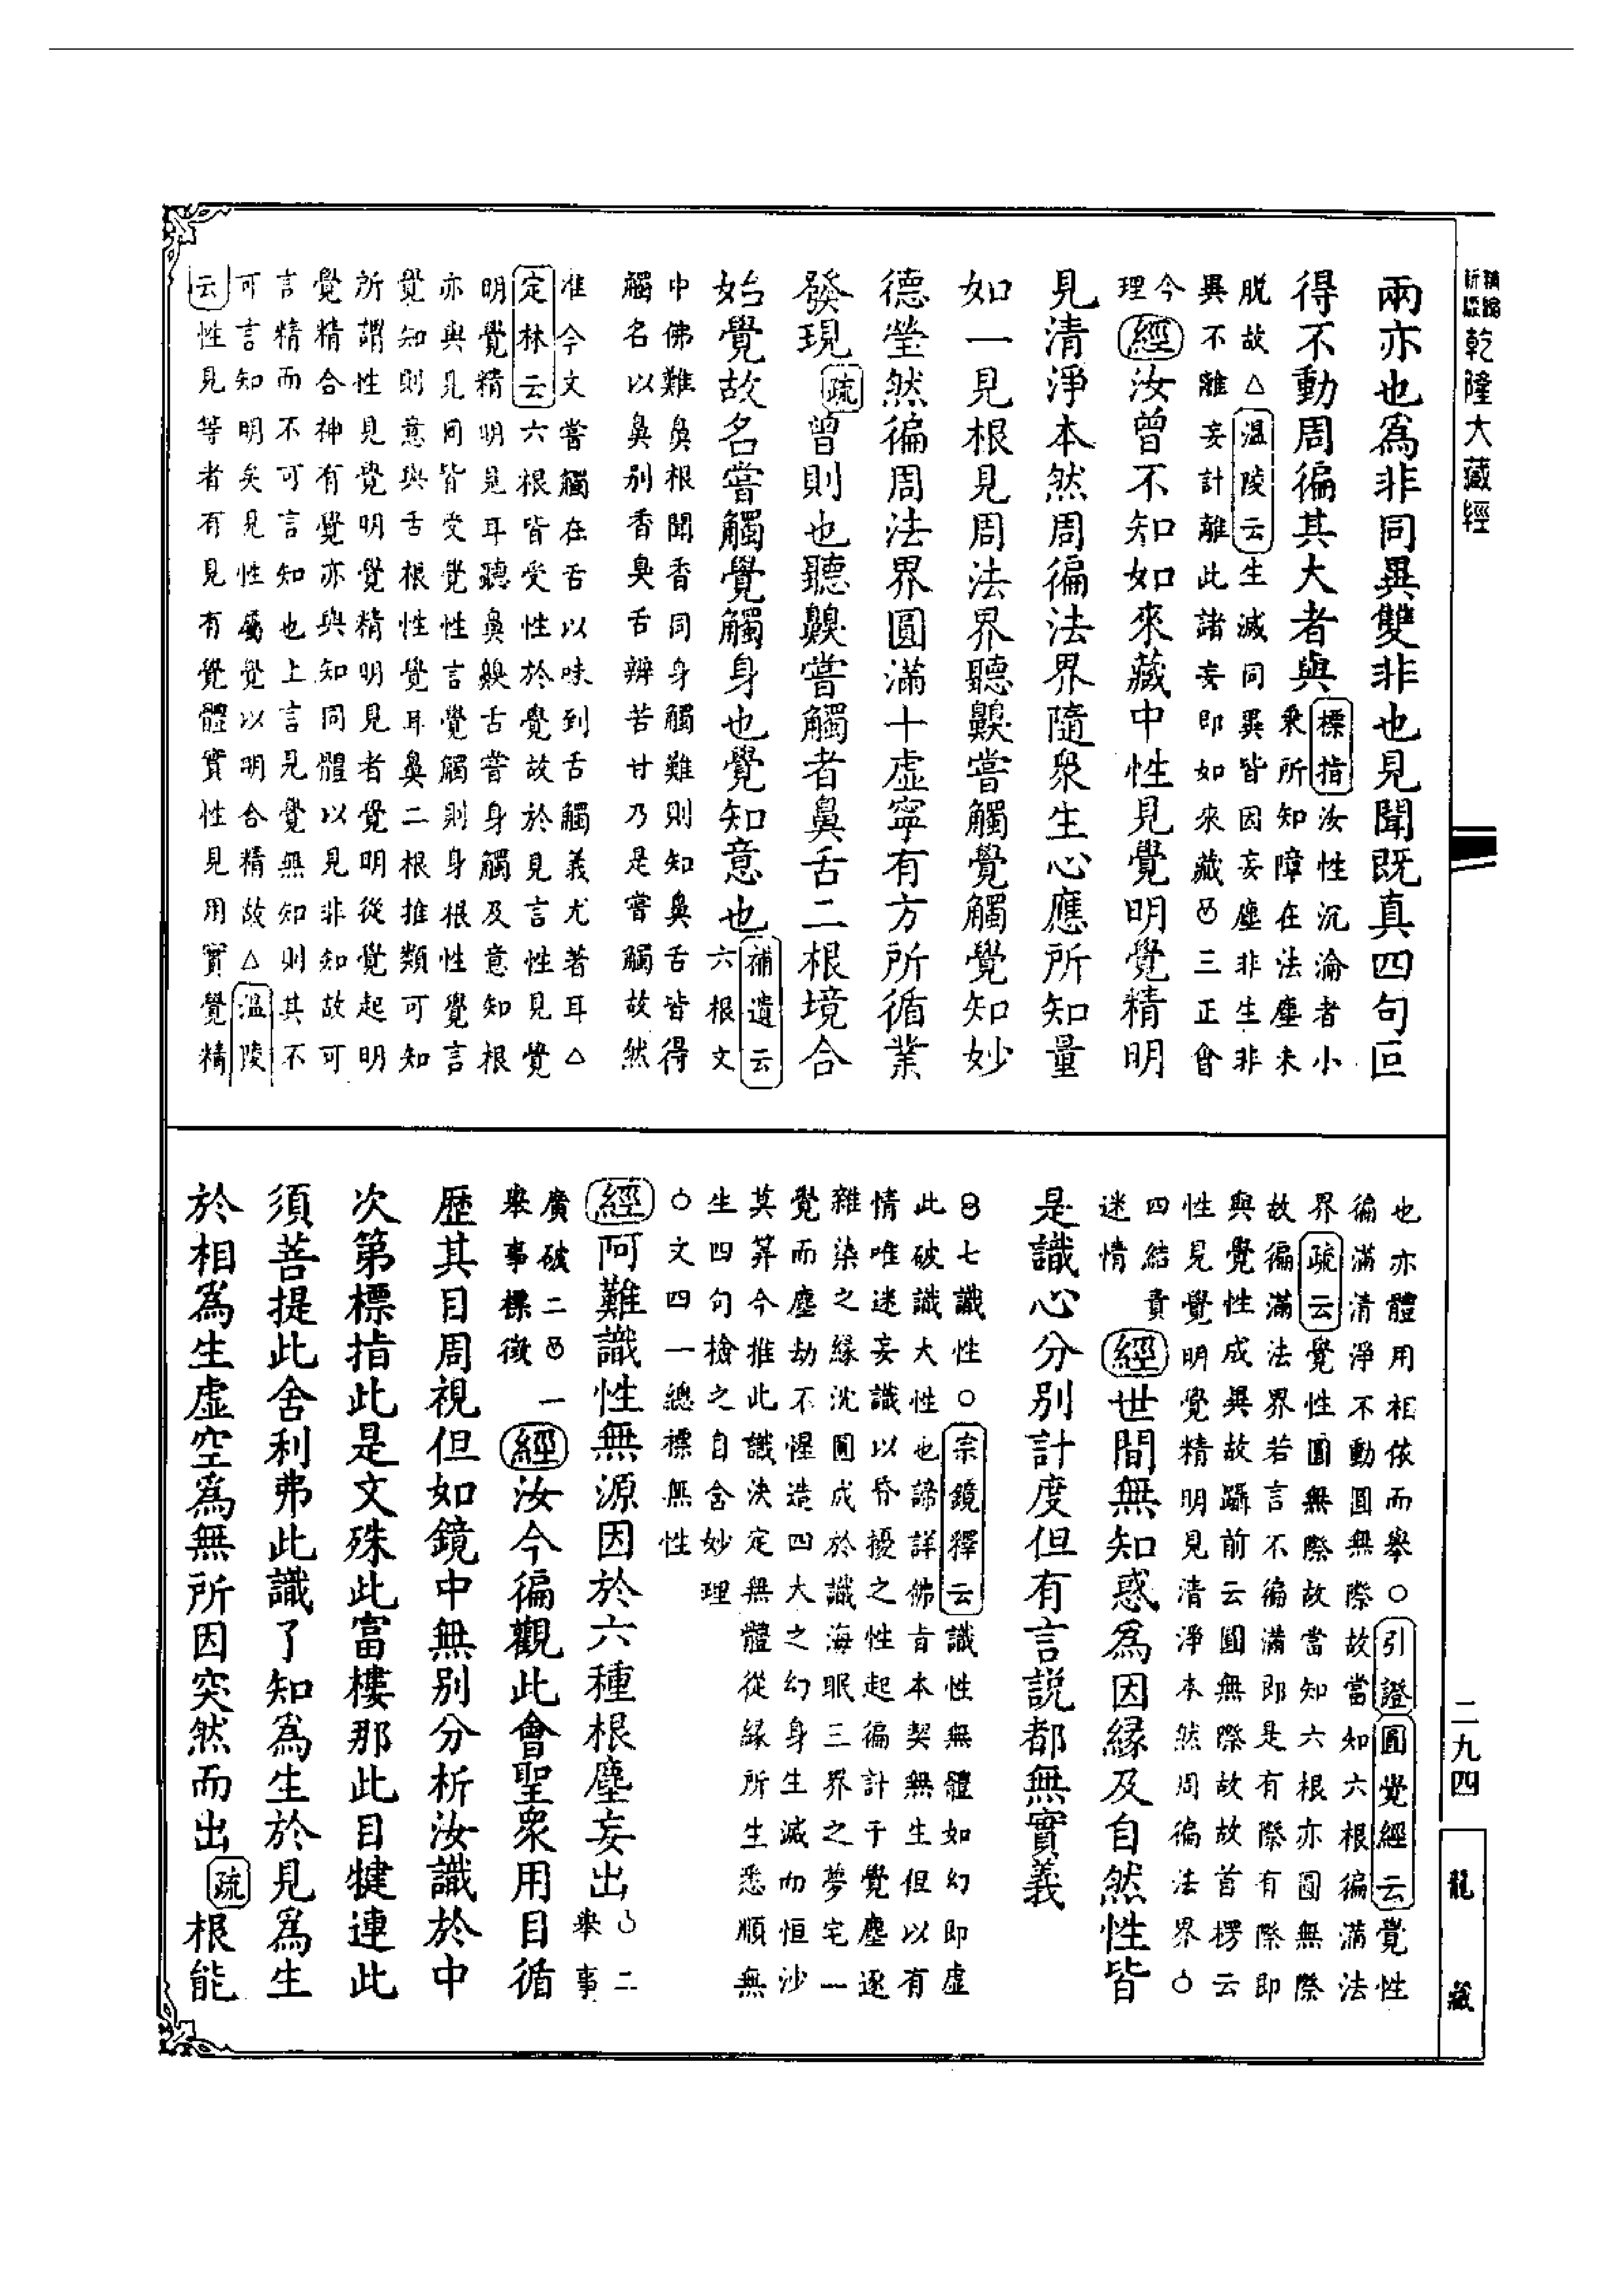 精縮
新版
乾隆大藏經
兩亦也爲非同異雙非也見聞既真四句叵
得不動周徧其大者與
標指汝性沉淪者小
乘所知障在法塵未
脫故△溫陵云生滅同異皆因妄塵非生非
異不離妄計離此諸妄即如來藏三正會
今
理
經汝曾不知如來藏中性見覺明覺精明
見清淨本然周徧法界隨衆生心應所知量
如一見根見周法界聽齅嘗觸覺觸覺知妙
德瑩然徧周法界圓滿十虛寧有方所循業
發現
疏曾則也聽齅嘗觸者鼻舌二根境合
始覺故名嘗觸覺觸身也覺知意也
補遺云
六根文
中佛難鼻根聞香同身觸難則知鼻舌皆得
觸名以鼻別香臭舌辨苦甘乃是嘗觸故然
准今文嘗觸在舌以味到舌觸義尤著耳△
定林云六根皆受性於覺故於見言性見覺
明覺精明見耳聽鼻齅舌嘗身觸及意知根
亦與見同皆受覺性言覺觸則身根性覺言
覺知則意與舌根性覺耳鼻二根推類可知
所謂性見覺明覺精明見者覺明從覺起明
覺精合神有覺亦與知同體以見非知故可
言精而不可言知也上言見覺無知則其不
可言知明矣見性屬覺以明合精故△溫陵
云性見等者有見有覺體實性見用實覺精
也亦體用相依而舉○引證圓覺經云覺性
徧滿清淨不動圓無際故當知六根徧滿法
界疏云覺性圓無際故當知六根亦圓無際
故徧滿法界若言不徧滿即是有際有際即
與覺性成異故躡前云圓無際故故首楞云
性見覺明覺精明見清淨本然周徧法界○
四結責
迷情
經世間無知惑爲因緣及自然性皆
是識心分別計度但有言説都無實義
七識性○宗鏡釋云識性無體如幻即虛
此破識大性也諦詳佛旨本契無生但以有
情唯迷妄識以昏擾之性起徧計于覺塵逐
雜染之緣沈圓成於識海眠三界之夢宅一
覺而塵劫不惺造四大之幻身生滅而恒沙
莫筭今推此識決定無體從緣所生悉順無
生四句檢之自含妙理
○文四一總標無性
經阿難識性無源因於六種根塵妄出
○二
舉事
廣破二一
舉事標徵
經汝今徧觀此會聖衆用目循
歷其目周視但如鏡中無別分析汝識於中
次第標指此是文殊此富樓那此目犍連此
須菩提此舍利弗此識了知爲生於見爲生
於相爲生虛空爲無所因突然而出
疏根能
二九四
龍藏